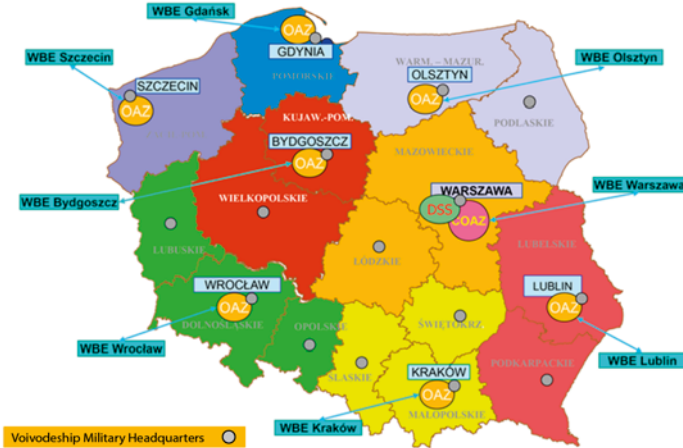 WBE Gdańsk
OAZ
GDYNIA
POMORSKIE
WBE Szczecin
SZCZECIN
OAZ
WARM. – MAZUR.
OLSZTYN
OAZ
WBE Olsztyn
PODLASKIE
KUJAW.-POM.
BYDGOSZCZ
OAZ
MAZOWIECKIE
WBE Bydgoszcz
WIELKOPOLSKIE
WARSZAWA
DSS
COAZ
WBE Warszawa
LUBUSKIE
ŁÓDZKIE
LUBELSKIE
WROCŁAW
OAZ
DOLNOŚLĄSKIE
OPOLSKIE
LUBLIN
OAZ
ŚWIĘTOKRZ
WBE Wrocław
ŚLĄSKIE
KRAKÓW
OAZ
MAŁOPOLSKIE
PODKARPACKIE
WBE Lublin
WBE Kraków
Voivodeship Military Headquarters